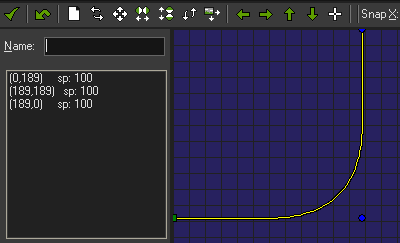 Snap X:
Name:
(0,189) sp: 100
(189,189) sp: 100
(189,0) sp: 100